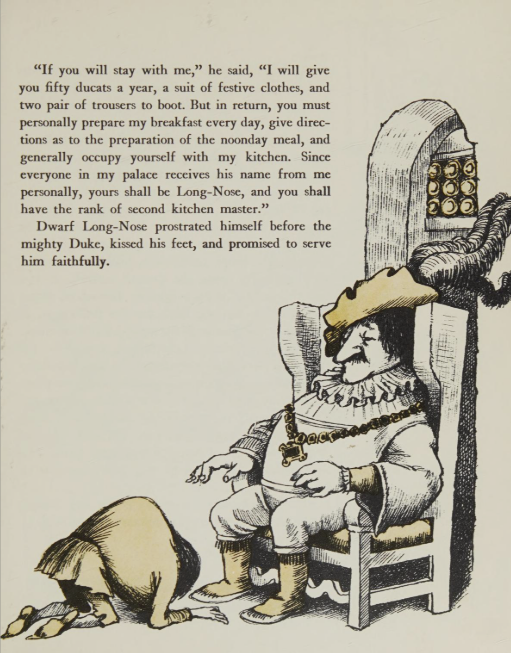 “If you will stay with me,” he said, “I will give
you fifty ducats a year, a suit of festive clothes, and
two pair of trousers to boot. But in return, you must
personally prepare my breakfast every day, give direc-
tions as to the preparation of the noonday meal, and
generally occupy yourself with my kitchen. Since
everyone in my palace receives his name from me
personally, yours shall be Long-Nose, and you shall
have the rank of second kitchen master.”
Dwarf Long-Nose prostrated himself before the
mighty Duke, kissed his feet, and promised to serve
him faithfully.